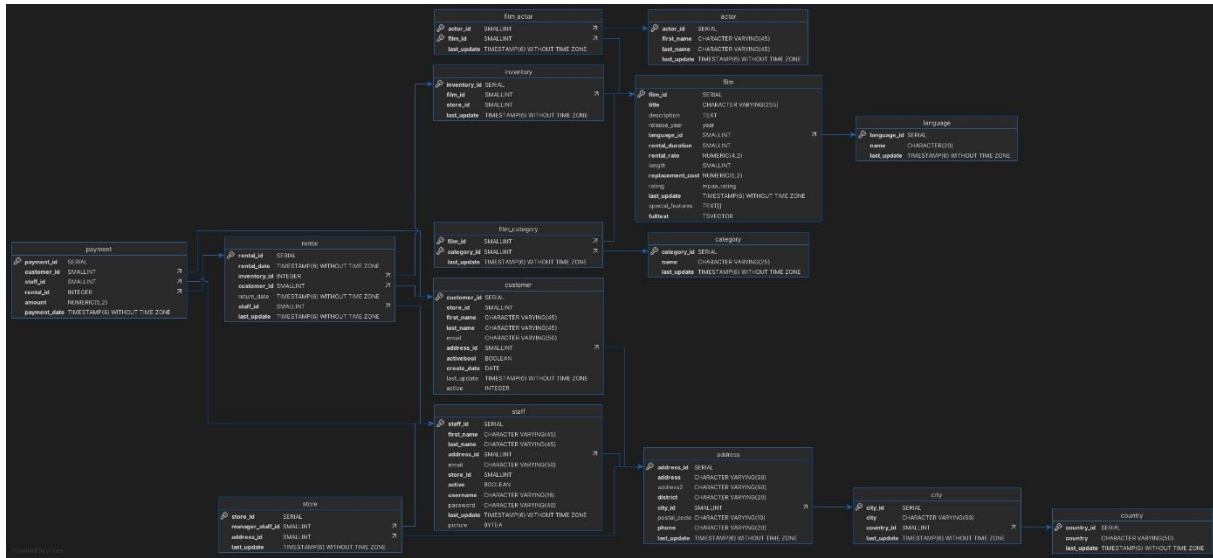 film_actor
actor_id SMALLINT
film_id SMALLINT
last_update TIMESTAMP(6) WITHOUT TIME ZONE
actor
actor_id SERIAL
first_name CHARACTER VARYING(45)
last_name CHARACTER VARYING(45)
last_update TIMESTAMP(6) WITHOUT TIME ZONE
inventory
inventory_id SERIAL
film_id SMALLINT
store_id SMALLINT
last_update TIMESTAMP(6) WITHOUT TIME ZONE
film
film_id SERIAL
title CHARACTER VARYING(255)
description TEXT
release_year year
language_id SMALLINT
rental_duration SMALLINT
rental_rate NUMERIC(4,2)
length SMALLINT
replacement_cost NUMERIC(5,2)
rating mpaa_rating
last_update TIMESTAMP(6) WITHOUT TIME ZONE
special_features TEXT[]
fulltext TSVECTOR
language
language_id SERIAL
name CHARACTER(20)
last_update TIMESTAMP(6) WITHOUT TIME ZONE
film_category
film_id SMALLINT
category_id SMALLINT
last_update TIMESTAMP(6) WITHOUT TIME ZONE
category
category_id SERIAL
name CHARACTER VARYING(25)
last_update TIMESTAMP(6) WITHOUT TIME ZONE
payment
payment_id SERIAL
customer_id SMALLINT
staff_id SMALLINT
rental_id INTEGER
amount NUMERIC(5,2)
payment_date TIMESTAMP(6) WITHOUT TIME ZONE
rental
rental_id SERIAL
rental_date TIMESTAMP(6) WITHOUT TIME ZONE
inventory_id INTEGER
customer_id SMALLINT
return_date TIMESTAMP(6) WITHOUT TIME ZONE
staff_id SMALLINT
last_update TIMESTAMP(6) WITHOUT TIME ZONE
customer
customer_id SERIAL
store_id SMALLINT
first_name CHARACTER VARYING(45)
last_name CHARACTER VARYING(45)
email CHARACTER VARYING(50)
address_id SMALLINT
activebool BOOLEAN
create_date DATE
last_update TIMESTAMP(6) WITHOUT TIME ZONE
active INTEGER
staff
staff_id SERIAL
first_name CHARACTER VARYING(45)
last_name CHARACTER VARYING(45)
address_id SMALLINT
email CHARACTER VARYING(50)
store_id SMALLINT
active BOOLEAN
username CHARACTER VARYING(16)
password CHARACTER VARYING(40)
last_update TIMESTAMP(6) WITHOUT TIME ZONE
picture BYTEA
address
address_id SERIAL
address CHARACTER VARYING(50)
address2 CHARACTER VARYING(50)
district CHARACTER VARYING(20)
city_id SMALLINT
postal_code CHARACTER VARYING(10)
phone CHARACTER VARYING(20)
last_update TIMESTAMP(6) WITHOUT TIME ZONE
store
store_id SERIAL
manager_staff_id SMALLINT
address_id SMALLINT
last_update TIMESTAMP(6) WITHOUT TIME ZONE
city
city_id SERIAL
city CHARACTER VARYING(50)
country_id SMALLINT
last_update TIMESTAMP(6) WITHOUT TIME ZONE
country
country_id SERIAL
country CHARACTER VARYING(50)
last_update TIMESTAMP(6) WITHOUT TIME ZONE